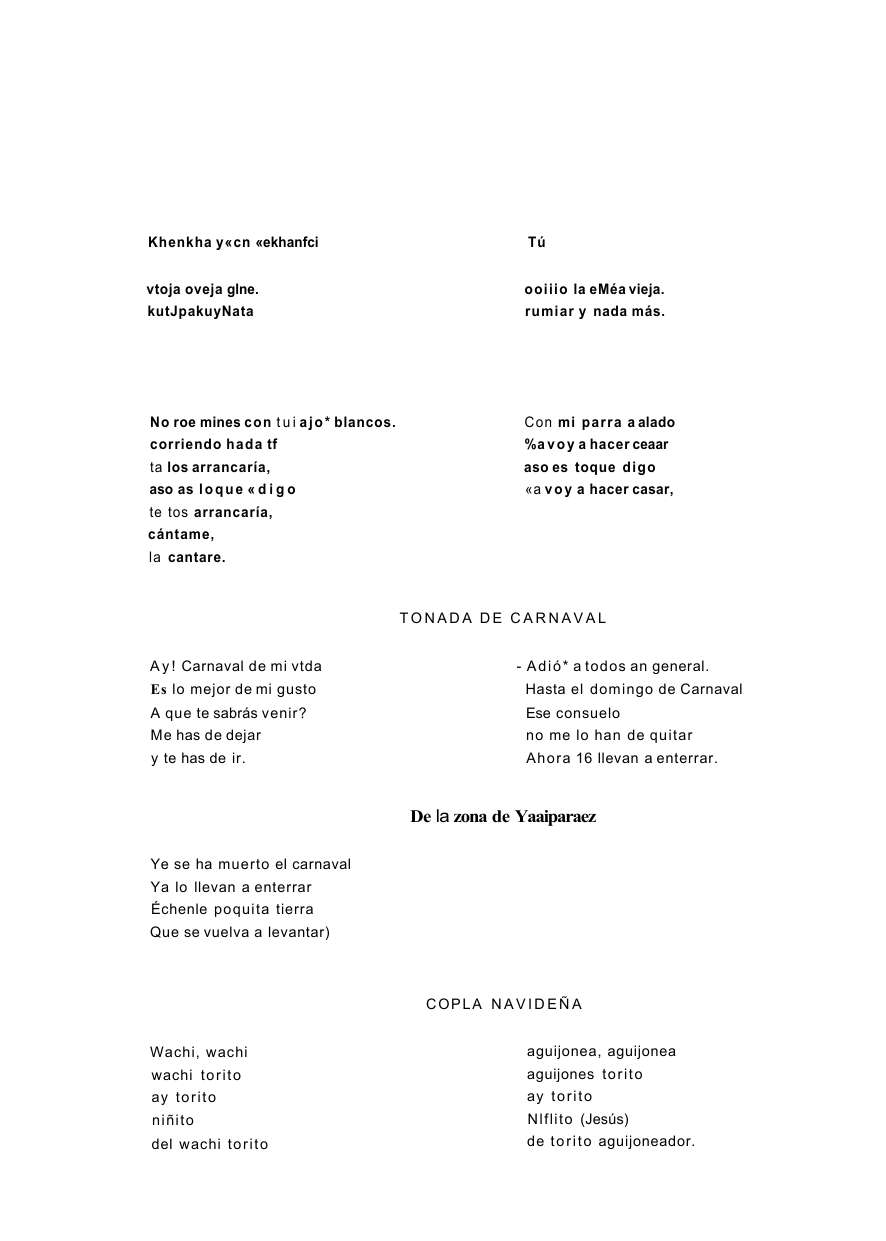 Khenkha y«cn «ekhanfci
vtoja oveja glne.
kutJpakuyNata
Tú
ooiiio la eMéa vieja.
rumiar y nada más.
No roe mines con tui ajo* blancos.
corriendo hada tf
ta los arrancaría,
aso as loque «digo
te tos arrancaría,
cántame,
la cantare.
Con mi parra a alado
%a voy a hacer ceaar
aso es toque digo
«a voy a hacer casar,
TONADA DE CARNAVAL
Ay! Carnaval de mi vtda
Es lo mejor de mi gusto
A que te sabrás venir?
Me has de dejar
y te has de ir.
- Adió* a todos an general.
Hasta el domingo de Carnaval
Ese consuelo
no me lo han de quitar
Ahora 16 llevan a enterrar.
De la zona de Yaaiparaez
Ye se ha muerto el carnaval
Ya lo llevan a enterrar
Échenle poquita tierra
Que se vuelva a levantar)
COPLA NAVIDEÑA
Wachi, wachi
wachi torito
ay torito
niñito
del wachi torito
aguijonea, aguijonea
aguijones torito
ay torito
Nlflito (Jesús)
de torito aguijoneador.